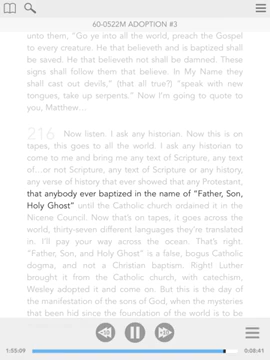 60-0522M ADOPTION #3
unto them, "Go ye into all the world, preach the Gospel
to every creature. He that believeth and is baptized shall
be saved. He that believeth not shall be damned. These
signs shall follow them that believe. In My Name they
shall cast out devils," (that all true?) "speak with new
tongues, take up serpents." Now I'm going to quote to
you, Matthew…
216 Now listen. I ask any historian. Now this is on
tapes, this goes to all the world. I ask any historian to
come to me and bring me any text of Scripture, any text
of...or not Scripture, any text of Scripture or any history,
any verse of history that ever showed that any Protestant,
that anybody ever baptized in the name of "Father, Son,
Holy Ghost" until the Catholic church ordained it in the
Nicene Council. Now that's on tapes, it goes across the
world, thirty-seven different languages they're translated
in. I'll pay your way across the ocean. That's right.
"Father, Son, and Holy Ghost" is a false, bogus Catholic
dogma, and not a Christian baptism. Right! Luther
brought it from the Catholic church, with catechism,
Wesley adopted it and come on. But this is the day of
the manifestation of the sons of God, when the mysteries
that been hid since the foundation of the world is to be
1:55:09 0:08:41